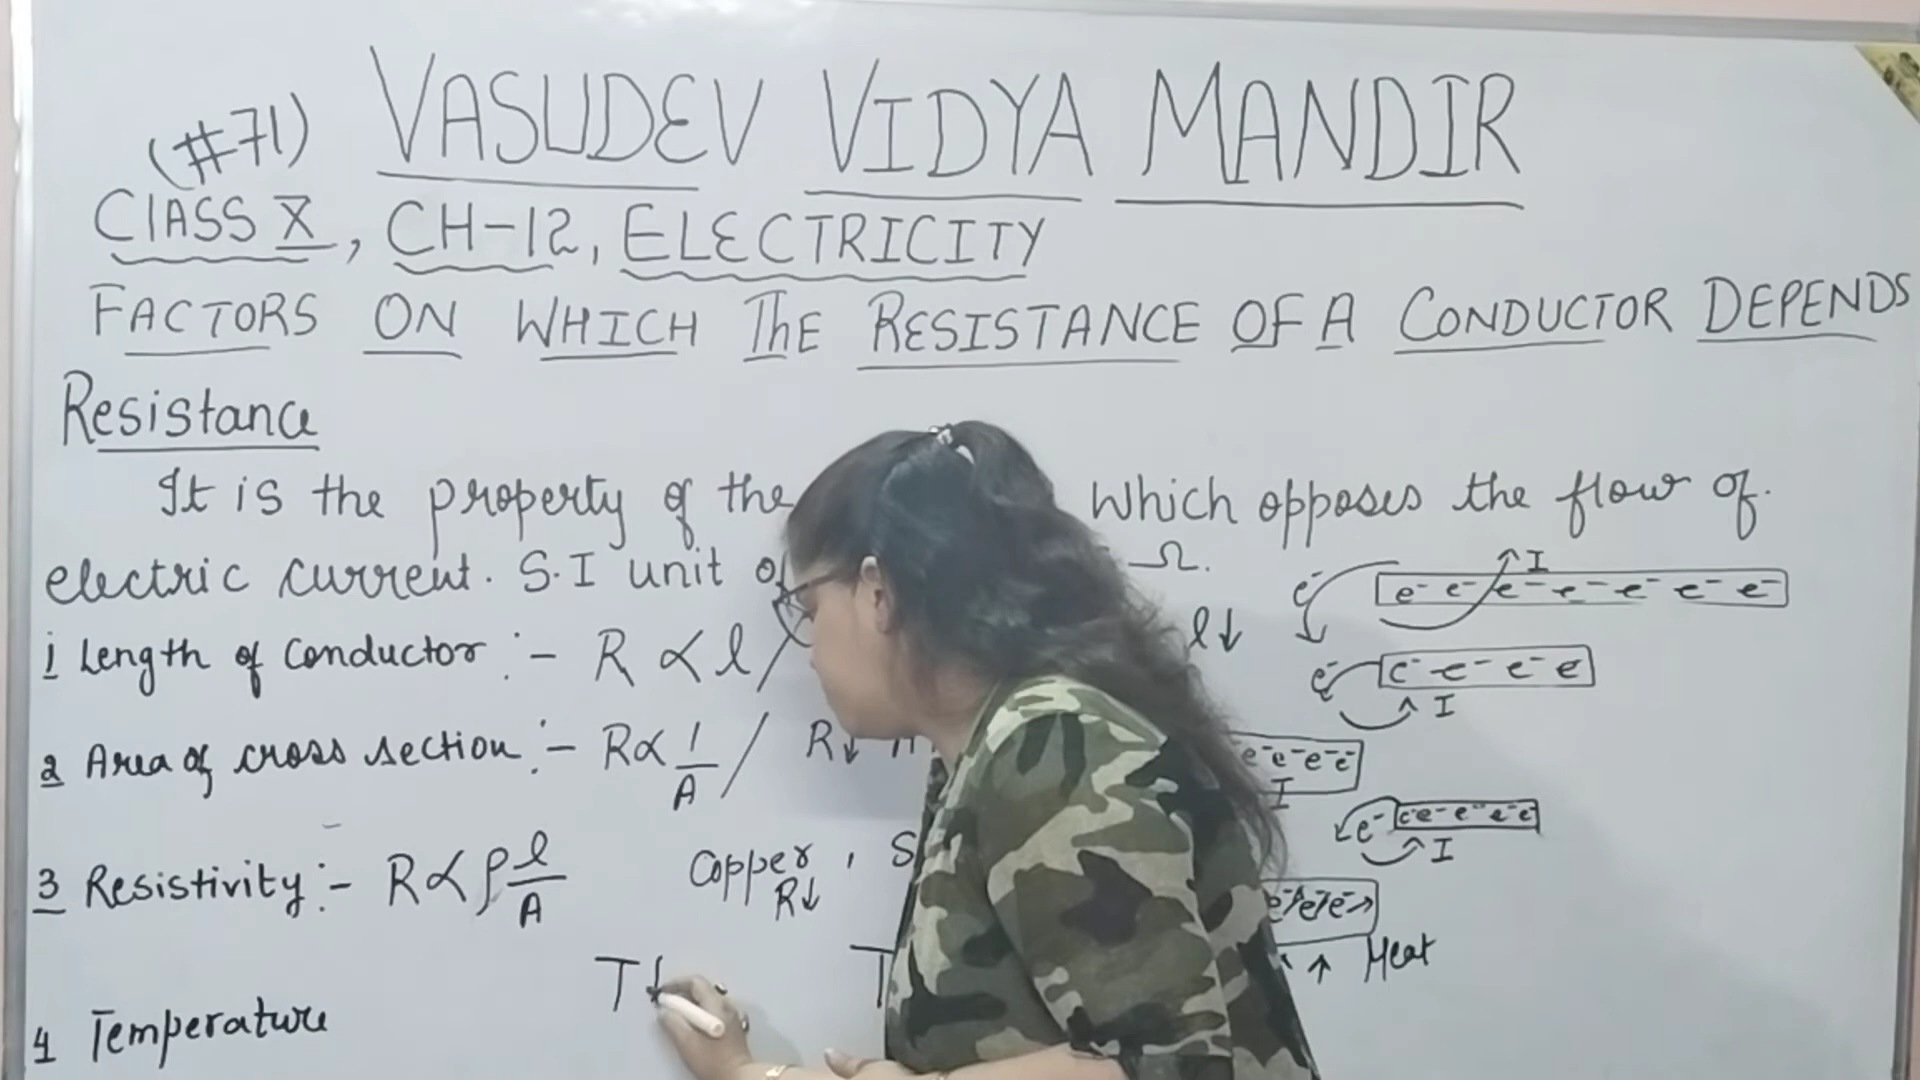 (#71) VASUDEV VIDYA MANDIR
CLASS X, CH-12, ELECTRICITY
FACTORS ON WHICH THE RESISTANCE OF A CONDUCTOR DEPENDS
Resistance
It is the property of the which opposes the flow of
electric current. S.I unit of Ω.
e⁻ e⁻ e⁻ e⁻ e⁻ e⁻ e⁻ e⁻ I
1 Length of Conductor :- R ∝ l / l↓
e⁻ e⁻ e⁻ e⁻ e I
2 Area of cross section :- R ∝ 1/A / R↓
e⁻ e⁻ e⁻ e⁻ I
e⁻ e⁻ e⁻ e⁻ e⁻ I
3 Resistivity :- R ∝ ρ l/A Copper, S
R↓
e⁻ e⁻ e⁻
↑ Heat
4 Temperature T↓ T